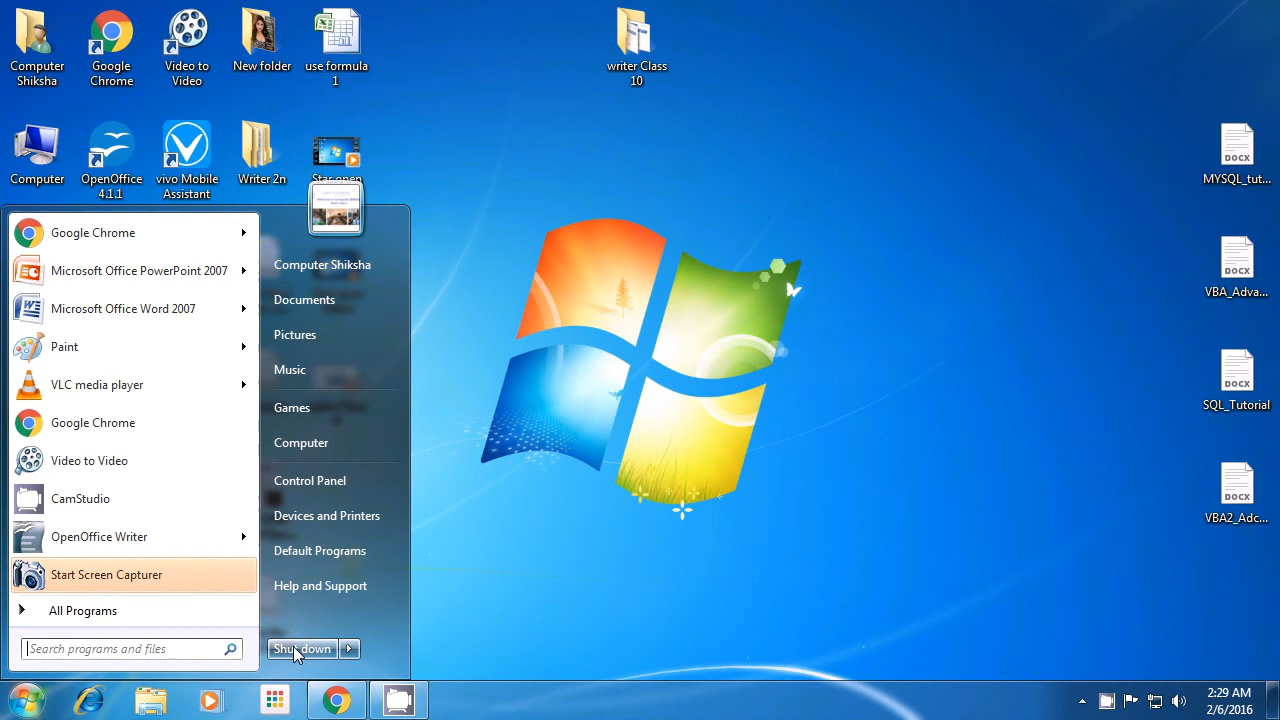 Computer
Shiksha
Google
Chrome
Video to
Video
New folder
use formula
1
writer Class
10
Computer
OpenOffice
4.1.1
vivo Mobile
Assistant
Writer 2n
DOCX
MYSQL_tut...
DOCX
VBA_Adva...
DOCX
SQL_Tutorial
DOCX
VBA2_Adc...
Google Chrome
Microsoft Office PowerPoint 2007
Microsoft Office Word 2007
Paint
VLC media player
Google Chrome
Video to Video
CamStudio
OpenOffice Writer
Start Screen Capturer
All Programs
Search programs and files
Computer Shiksha
Documents
Pictures
Music
Games
Computer
Control Panel
Devices and Printers
Default Programs
Help and Support
Shut down
2:29 AM
2/6/2016